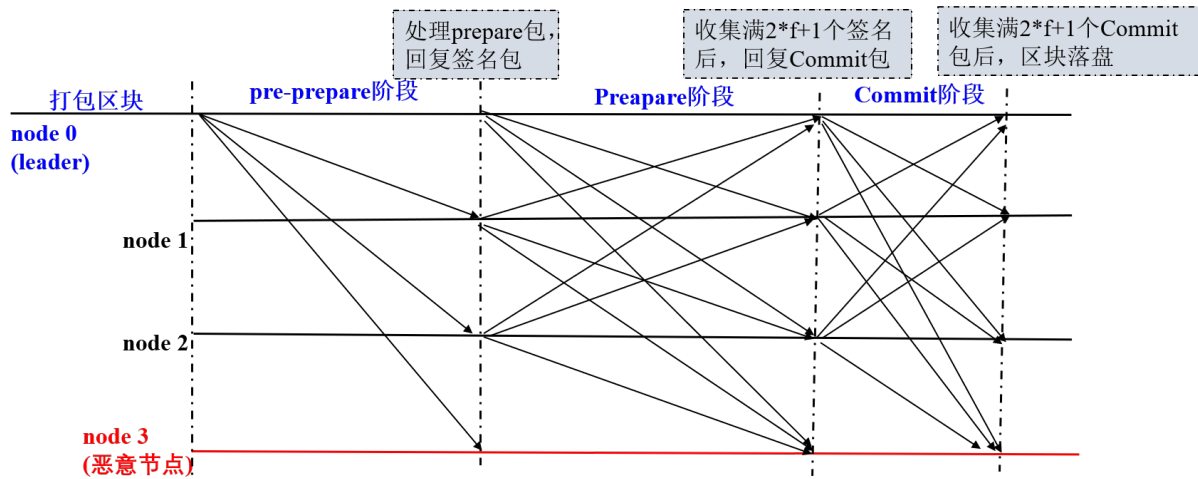 处理prepare包,
回复签名包
收集满2*f+1个签名
后，回复Commit包
收集满2*f+1个Commit
包后，区块落盘
打包区块
pre-prepare阶段
Preapare阶段
Commit阶段
node 0
(leader)
node 1
node 2
node 3
(恶意节点)